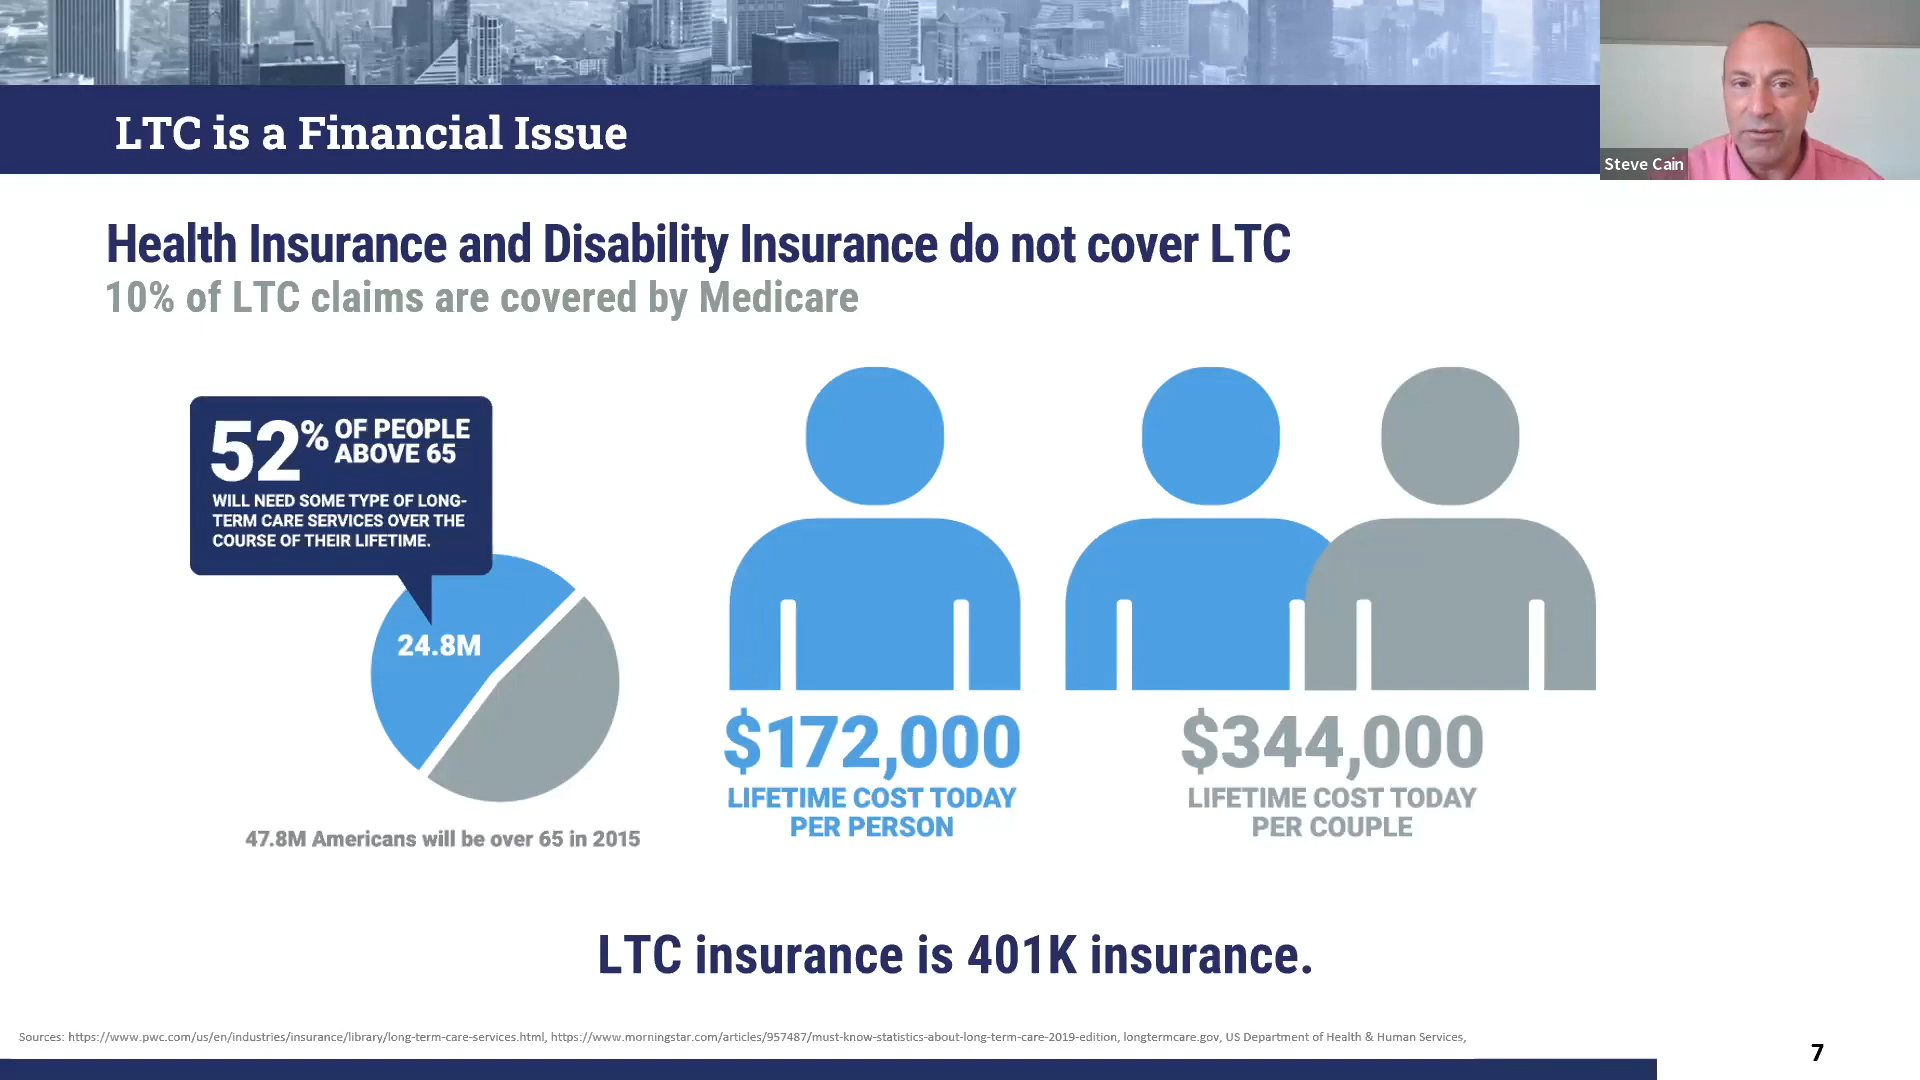 LTC is a Financial Issue
Steve Cain
Health Insurance and Disability Insurance do not cover LTC
10% of LTC claims are covered by Medicare
52% OF PEOPLE
ABOVE 65
WILL NEED SOME TYPE OF LONG-
TERM CARE SERVICES OVER THE
COURSE OF THEIR LIFETIME.
24.8M
47.8M Americans will be over 65 in 2015
$172,000
LIFETIME COST TODAY
PER PERSON
$344,000
LIFETIME COST TODAY
PER COUPLE
LTC insurance is 401K insurance.
Sources: https://www.pwc.com/us/en/industries/insurance/library/long-term-care-services.html, https://www.morningstar.com/articles/957487/must-know-statistics-about-long-term-care-2019-edition, longtermcare.gov, US Department of Health & Human Services,
7